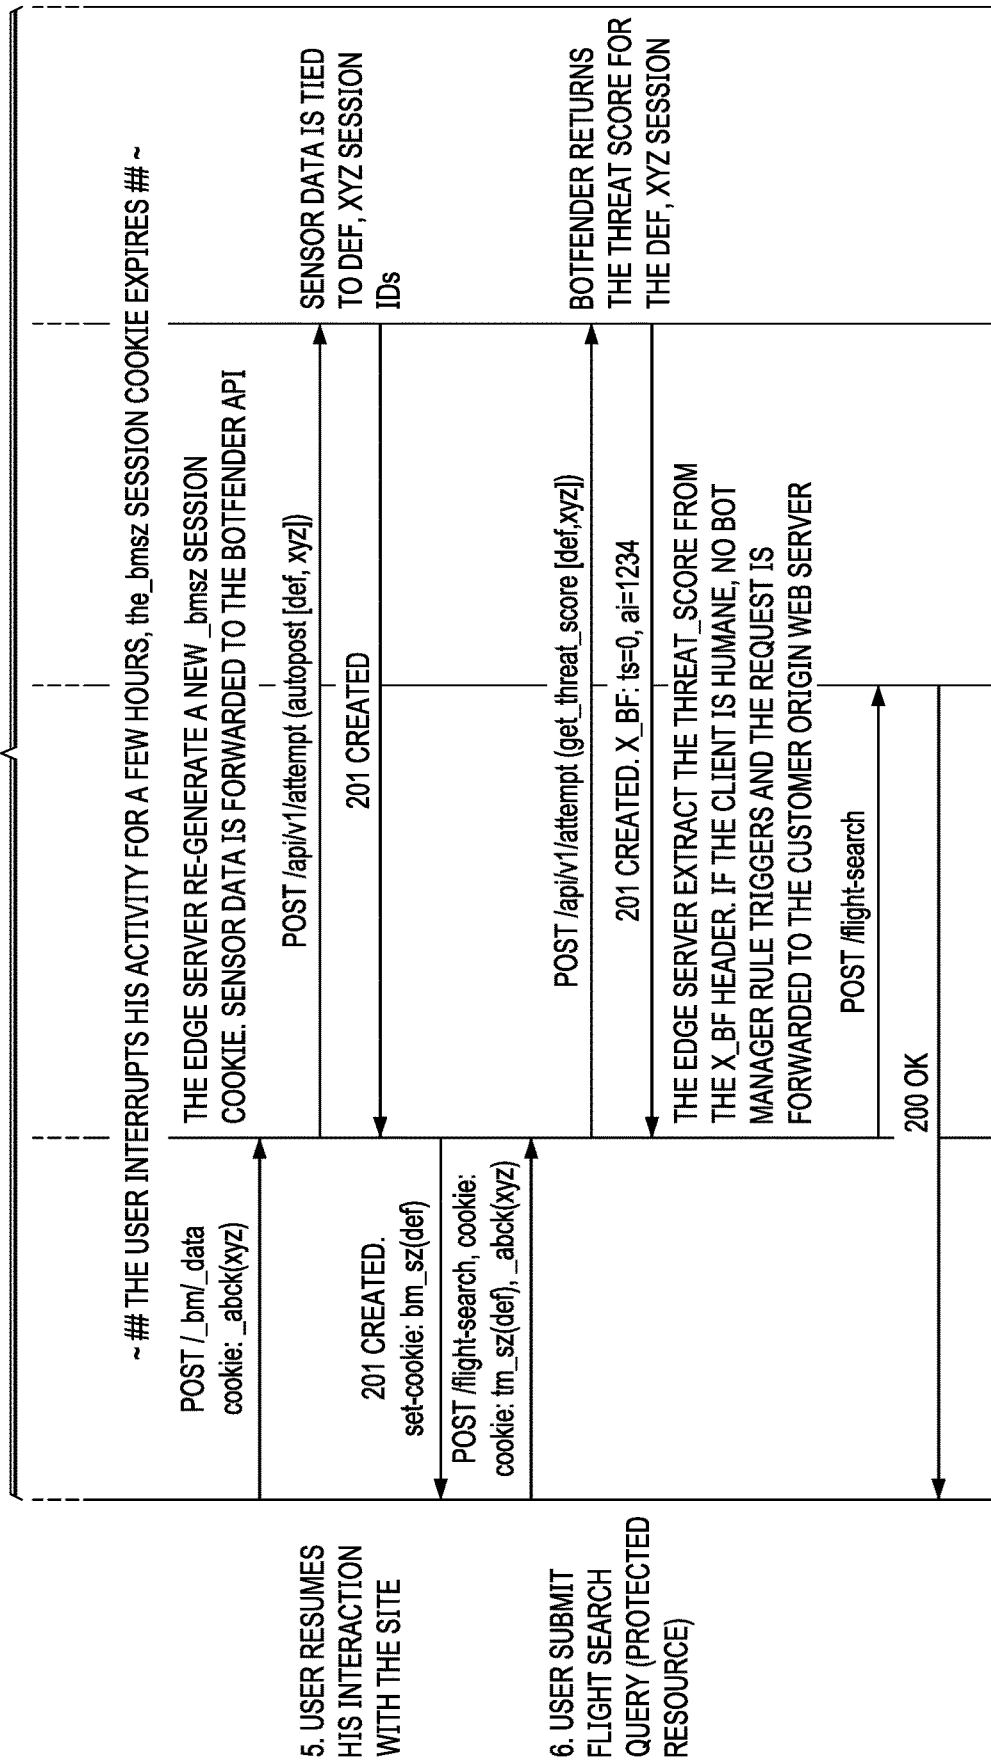 ~ ## THE USER INTERRUPTS HIS ACTIVITY FOR A FEW HOURS, the_bmsz SESSION COOKIE EXPIRES ## ~
5. USER RESUMES
HIS INTERACTION
WITH THE SITE
POST /_bm/_data
cookie: _abck(xyz)
THE EDGE SERVER RE-GENERATE A NEW _bmsz SESSION
COOKIE. SENSOR DATA IS FORWARDED TO THE BOTFENDER API
POST /api/v1/attempt (autopost [def, xyz])
SENSOR DATA IS TIED
TO DEF, XYZ SESSION
IDs
201 CREATED
201 CREATED.
set-cookie: bm_sz(def)
6. USER SUBMIT
FLIGHT SEARCH
QUERY (PROTECTED
RESOURCE)
POST /flight-search, cookie:
cookie: tm_sz(def), _abck(xyz)
POST /api/v1/attempt (get_threat_score [def,xyz])
BOTFENDER RETURNS
THE THREAT SCORE FOR
THE DEF, XYZ SESSION
201 CREATED. X_BF: ts=0, ai=1234
THE EDGE SERVER EXTRACT THE THREAT_SCORE FROM
THE X_BF HEADER. IF THE CLIENT IS HUMANE, NO BOT
MANAGER RULE TRIGGERS AND THE REQUEST IS
FORWARDED TO THE CUSTOMER ORIGIN WEB SERVER
POST /flight-search
200 OK